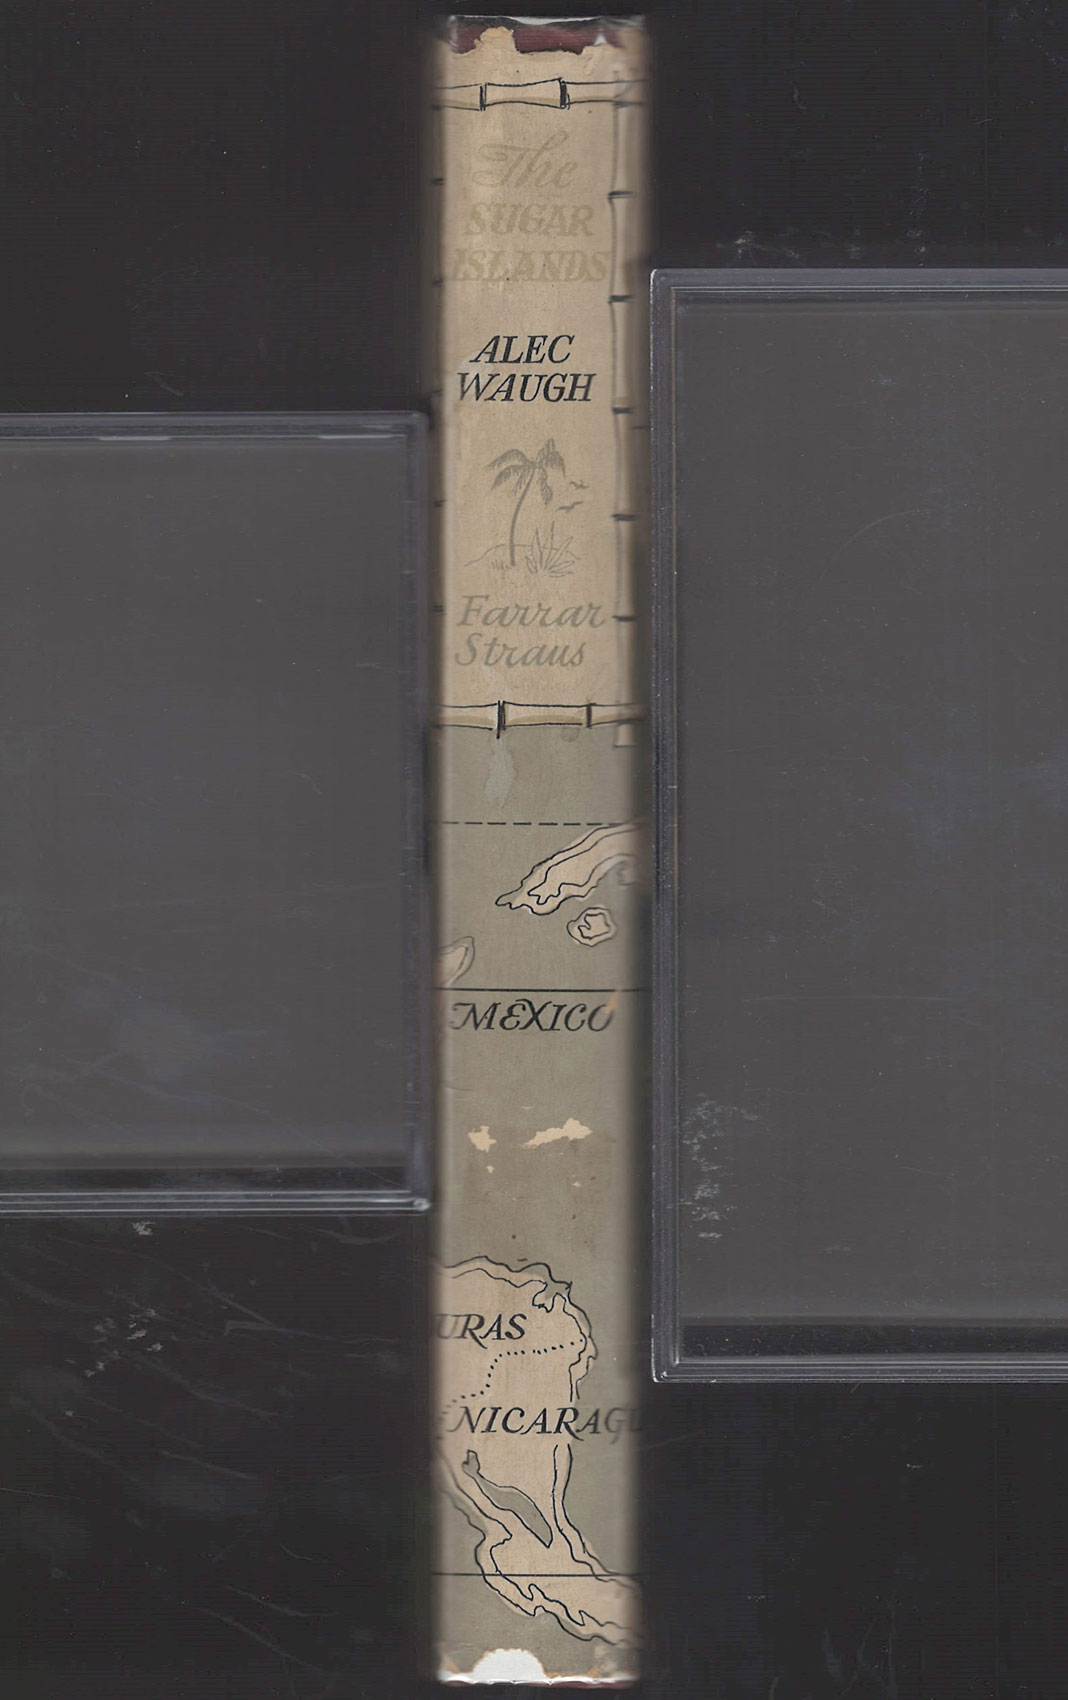 The
SUGAR
ISLANDS
ALEC
WAUGH
Farrar
Straus
MEXICO
URAS
NICARAGU